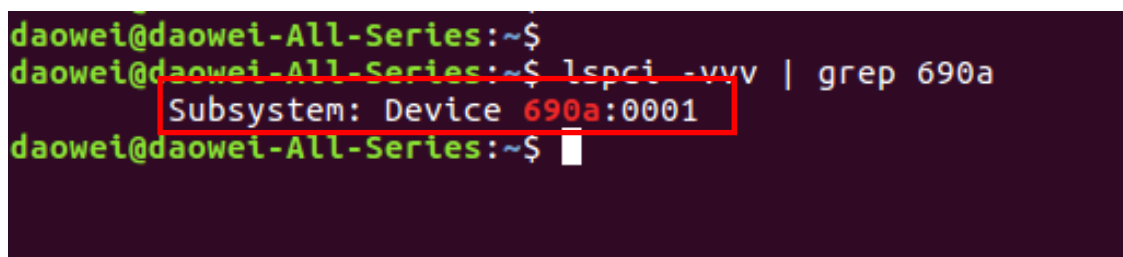 daowei@daowei-All-Series:~$
daowei@daowei-All-Series:~$ lspci -vvv | grep 690a
Subsystem: Device 690a:0001
daowei@daowei-All-Series:~$